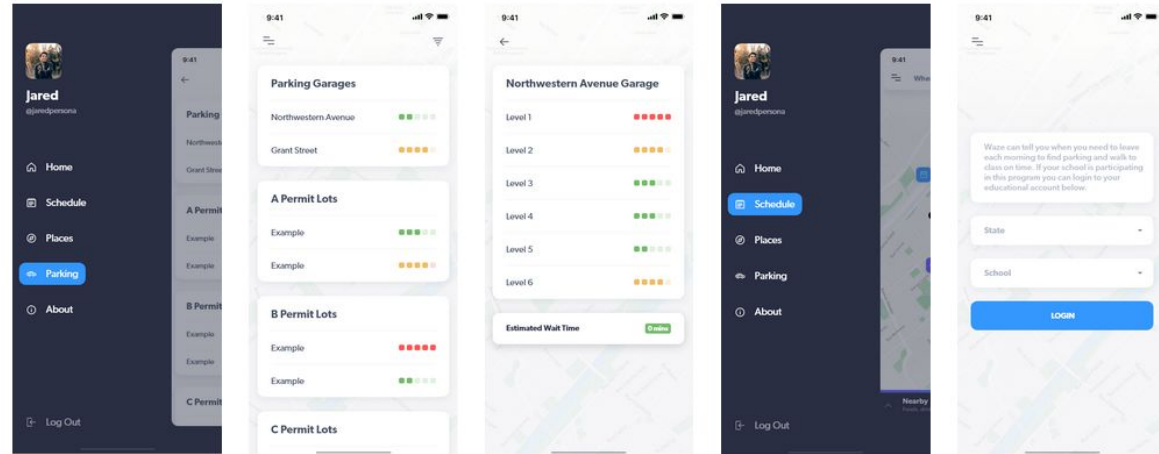 Jared
@jaredpersona
Home
Schedule
Places
Parking
About
Log Out
9:41
Parking
A Permit
Example
Example
B Permit
Example
Example
C Permit
9:41
Parking Garages
Northwestern Avenue
Grant Street
A Permit Lots
Example
Example
B Permit Lots
Example
Example
C Permit Lots
9:41
Northwestern Avenue Garage
Level 1
Level 2
Level 3
Level 4
Level 5
Level 6
Estimated Wait Time
0 mins
Jared
@jaredpersona
Home
Schedule
Places
Parking
About
Log Out
9:41
Nearby
9:41
Waze can tell you when you need to leave
each morning to find parking and walk to
class on time. If your school is participating
in this program you can login to your
educational account below.
State
School
LOGIN